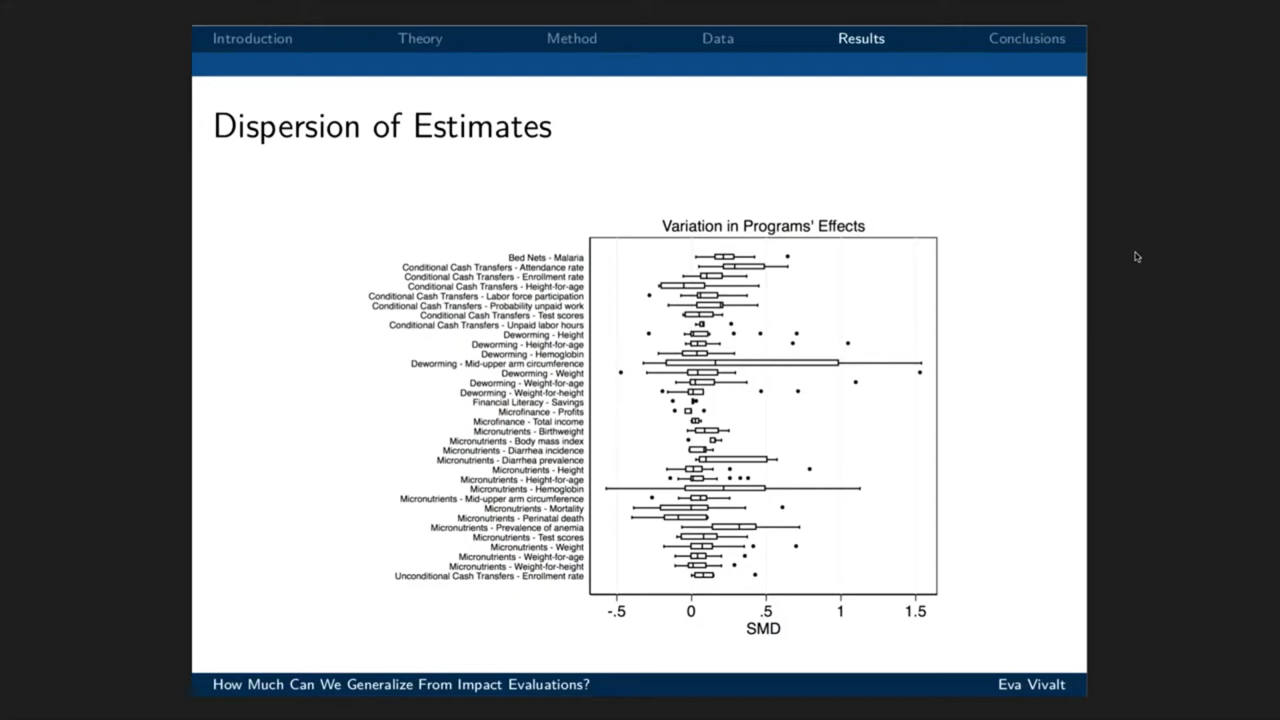 Introduction Theory Method Data Results Conclusions
Dispersion of Estimates
Variation in Programs' Effects
Bed Nets - Malaria
Conditional Cash Transfers - Attendance rate
Conditional Cash Transfers - Enrollment rate
Conditional Cash Transfers - Height-for-age
Conditional Cash Transfers - Labor force participation
Conditional Cash Transfers - Probability unpaid work
Conditional Cash Transfers - Test scores
Conditional Cash Transfers - Unpaid labor hours
Deworming - Height
Deworming - Height-for-age
Deworming - Hemoglobin
Deworming - Mid-upper arm circumference
Deworming - Weight
Deworming - Weight-for-age
Deworming - Weight-for-height
Financial Literacy - Savings
Microfinance - Profits
Microfinance - Total income
Micronutrients - Birthweight
Micronutrients - Body mass index
Micronutrients - Diarrhea incidence
Micronutrients - Diarrhea prevalence
Micronutrients - Height
Micronutrients - Height-for-age
Micronutrients - Hemoglobin
Micronutrients - Mid-upper arm circumference
Micronutrients - Mortality
Micronutrients - Perinatal death
Micronutrients - Prevalence of anemia
Micronutrients - Test scores
Micronutrients - Weight
Micronutrients - Weight-for-age
Micronutrients - Weight-for-height
Unconditional Cash Transfers - Enrollment rate
-.5 0 .5 1 1.5
SMD
How Much Can We Generalize From Impact Evaluations? Eva Vivalt